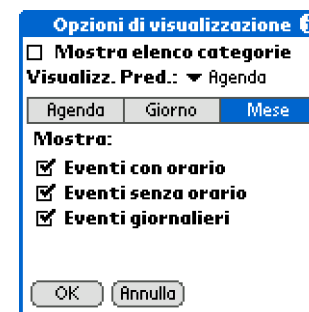 Opzioni di visualizzazione
Mostra elenco categorie
Visualizz. Pred.: Agenda
Agenda Giorno Mese
Mostra:
Eventi con orario
Eventi senza orario
Eventi giornalieri
OK Annulla